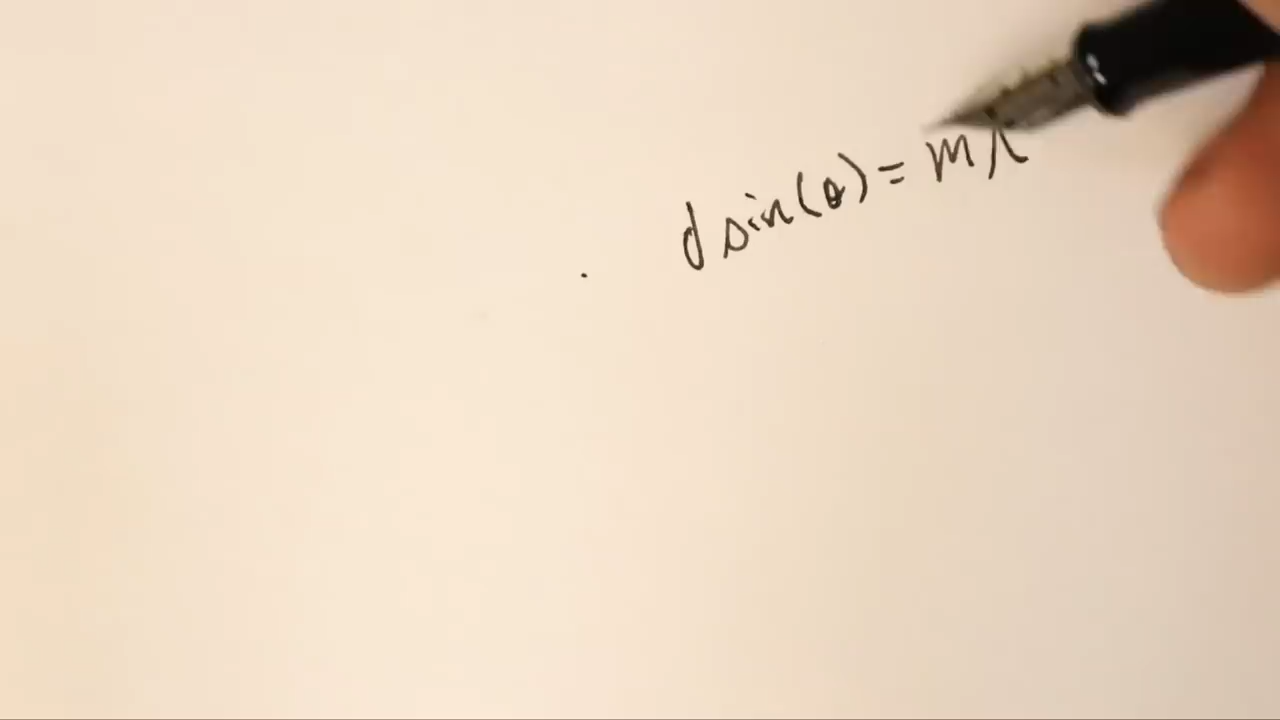 d sin(θ) = mλ